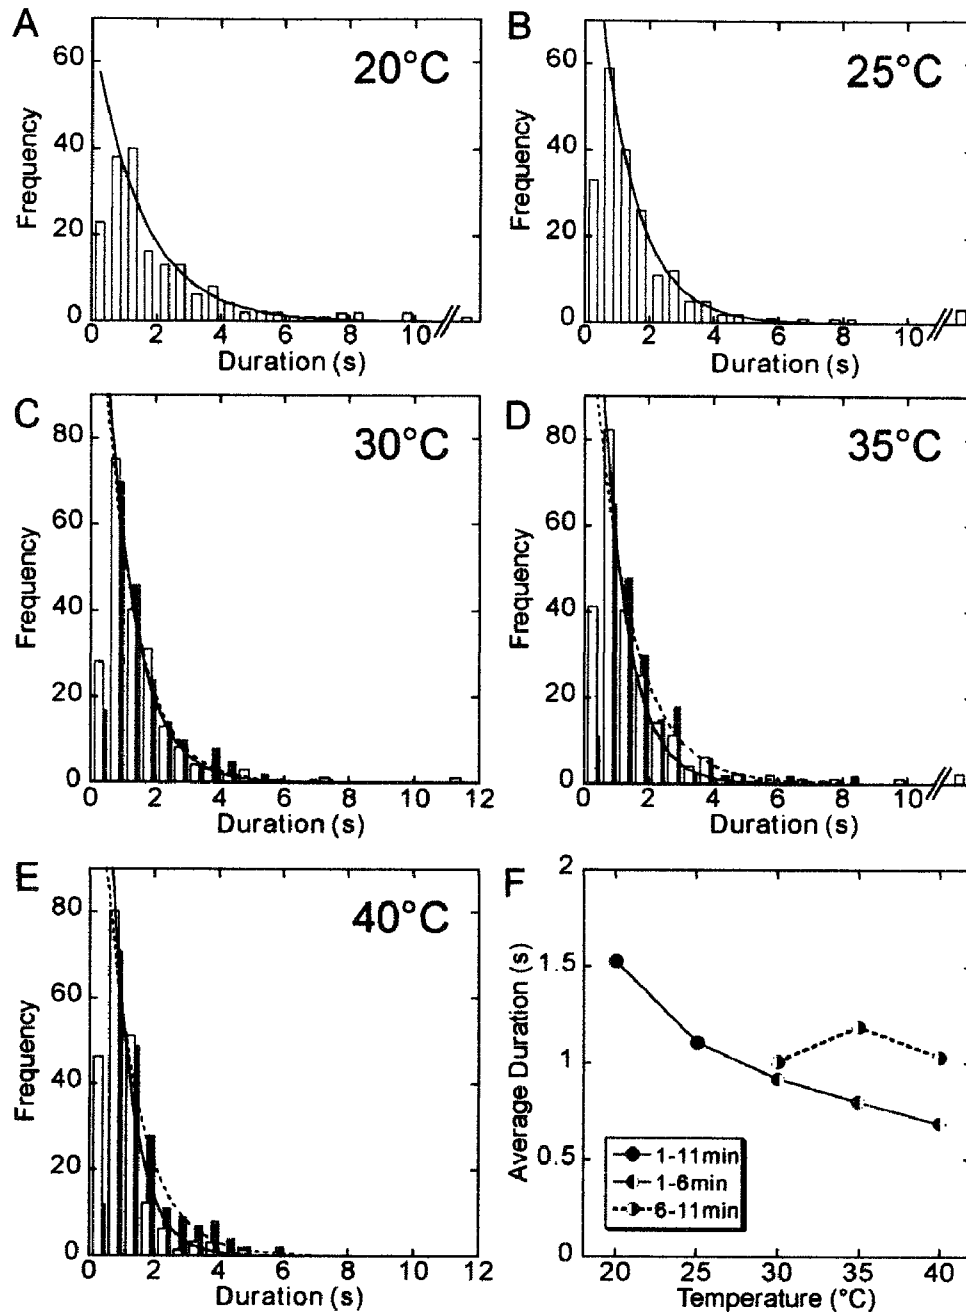 A
20°C
60
40
20
0
Frequency
0 2 4 6 8 10
Duration (s)
B
25°C
60
40
20
0
Frequency
0 2 4 6 8 10
Duration (s)
C
30°C
80
60
40
20
0
Frequency
0 2 4 6 8 10 12
Duration (s)
D
35°C
80
60
40
20
0
Frequency
0 2 4 6 8 10
Duration (s)
E
40°C
80
60
40
20
0
Frequency
0 2 4 6 8 10 12
Duration (s)
F
2
1.5
1
0.5
0
Average Duration (s)
1-11min
1-6min
6-11min
20 25 30 35 40
Temperature (°C)